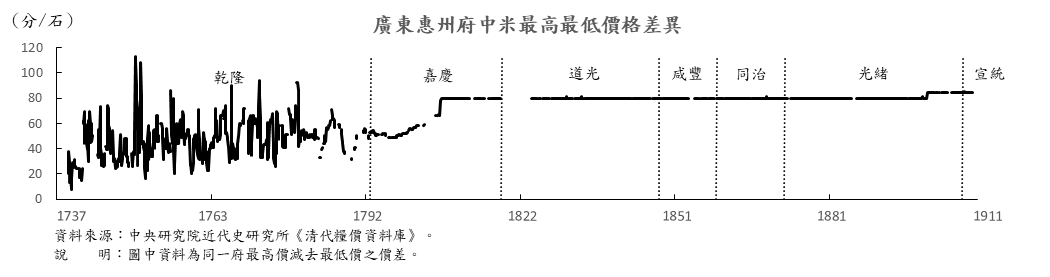 廣東惠州府中米最高最低價格差異
(分/石)
120
100
80
60
40
20
0
乾隆
嘉慶
道光
咸豐
同治
光緒
宣統
1737
1763
1792
1822
1851
1881
1911
資料來源：中央研究院近代史研究所《清代糧價資料庫》。
說　　明：圖中資料為同一府最高價減去最低價之價差。